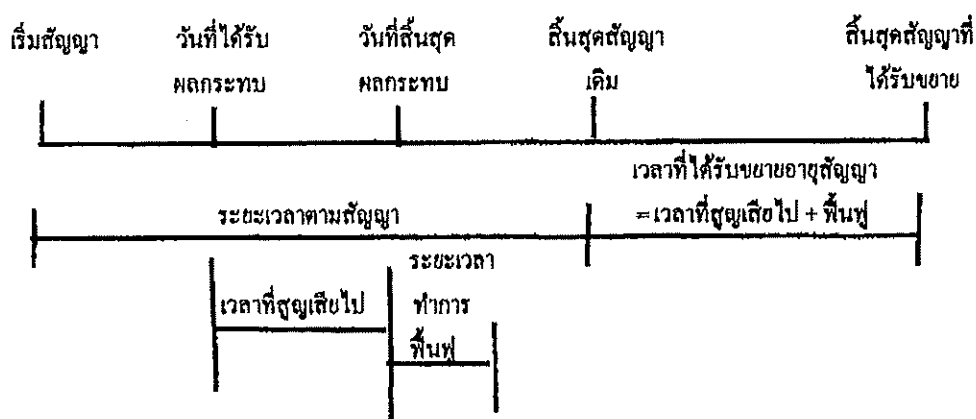 เริ่มสัญญา
วันที่ได้รับ
ผลกระทบ
วันที่สิ้นสุด
ผลกระทบ
สิ้นสุดสัญญา
เดิม
สิ้นสุดสัญญาที่
ได้รับขยาย
เวลาที่ได้รับขยายอายุสัญญา
=เวลาที่สูญเสียไป + ฟื้นฟู
ระยะเวลาตามสัญญา
เวลาที่สูญเสียไป
ระยะเวลา
ทำการ
ฟื้นฟู